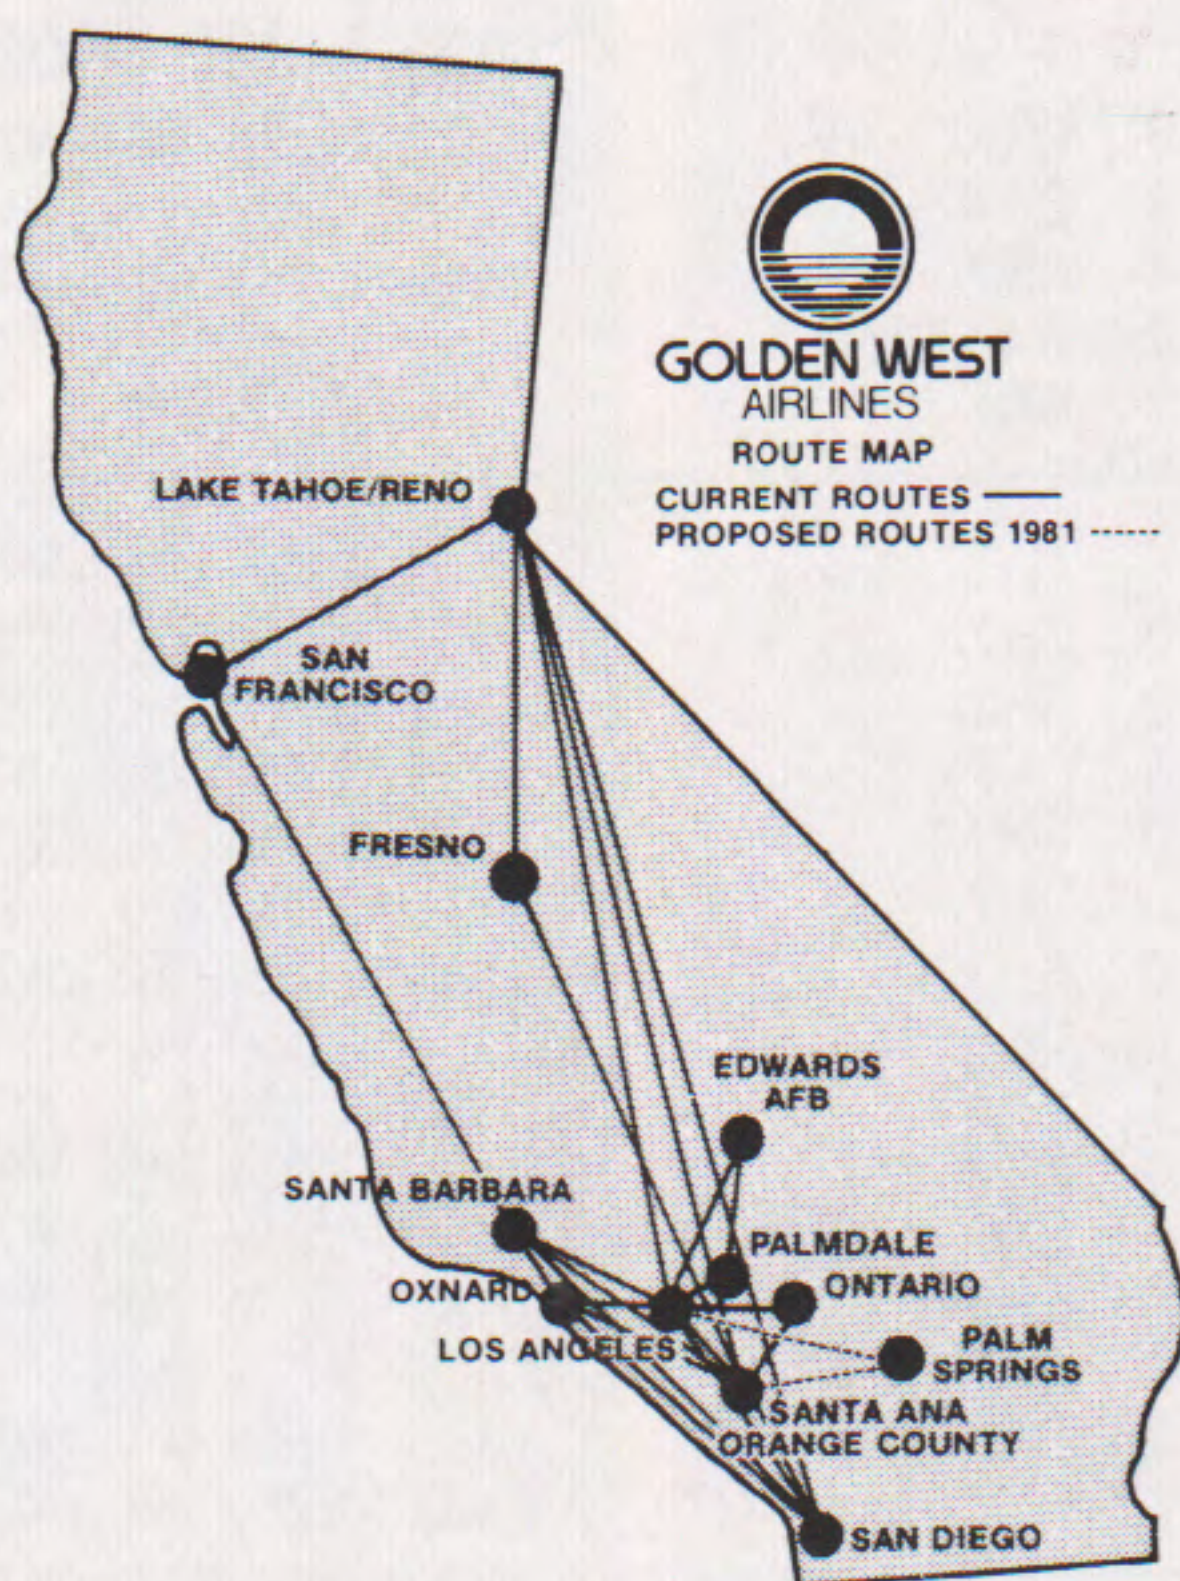 GOLDEN WEST
AIRLINES
ROUTE MAP
CURRENT ROUTES
PROPOSED ROUTES 1981
LAKE TAHOE/RENO
SAN
FRANCISCO
FRESNO
EDWARDS
AFB
SANTA BARBARA
PALMDALE
OXNARD
ONTARIO
LOS ANGELES
PALM
SPRINGS
SANTA ANA
ORANGE COUNTY
SAN DIEGO